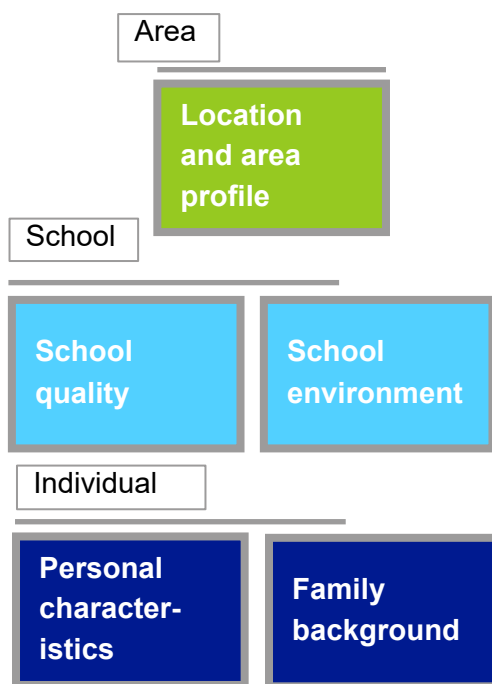 Area
Location
and area
profile
School
School
quality
School
environment
Individual
Personal
character-
istics
Family
background